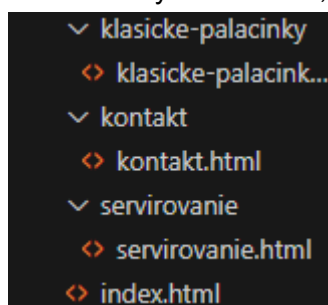 klasicke-palacinky
klasicke-palacink...
kontakt
kontakt.html
servirovanie
servirovanie.html
index.html